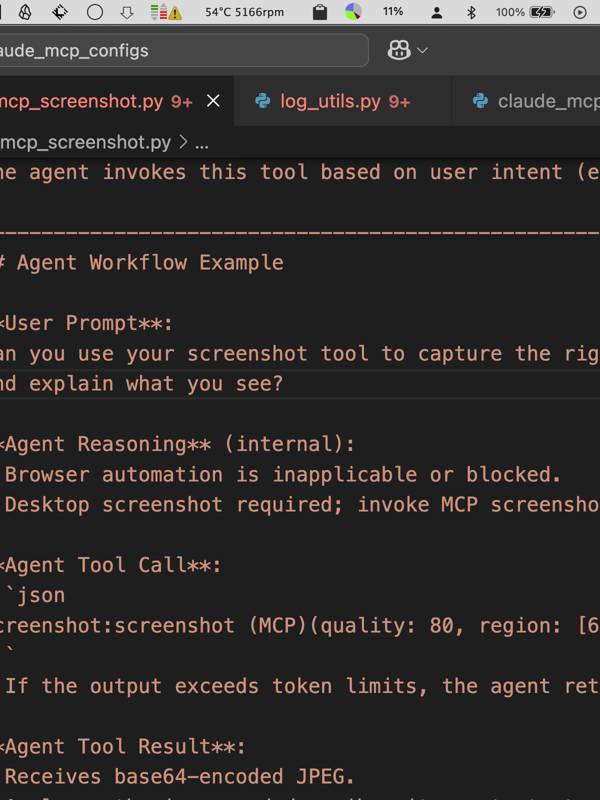 54°C 5166rpm 11% 100%
aude_mcp_configs
mcp_screenshot.py 9+ log_utils.py 9+ claude_mcp
mcp_screenshot.py > ...
he agent invokes this tool based on user intent (e
# Agent Workflow Example
*User Prompt**:
an you use your screenshot tool to capture the rig
nd explain what you see?
*Agent Reasoning** (internal):
Browser automation is inapplicable or blocked.
Desktop screenshot required; invoke MCP screensho
*Agent Tool Call**:
`json
creenshot:screenshot (MCP)(quality: 80, region: [6
`
If the output exceeds token limits, the agent ret
*Agent Tool Result**:
Receives base64-encoded JPEG.